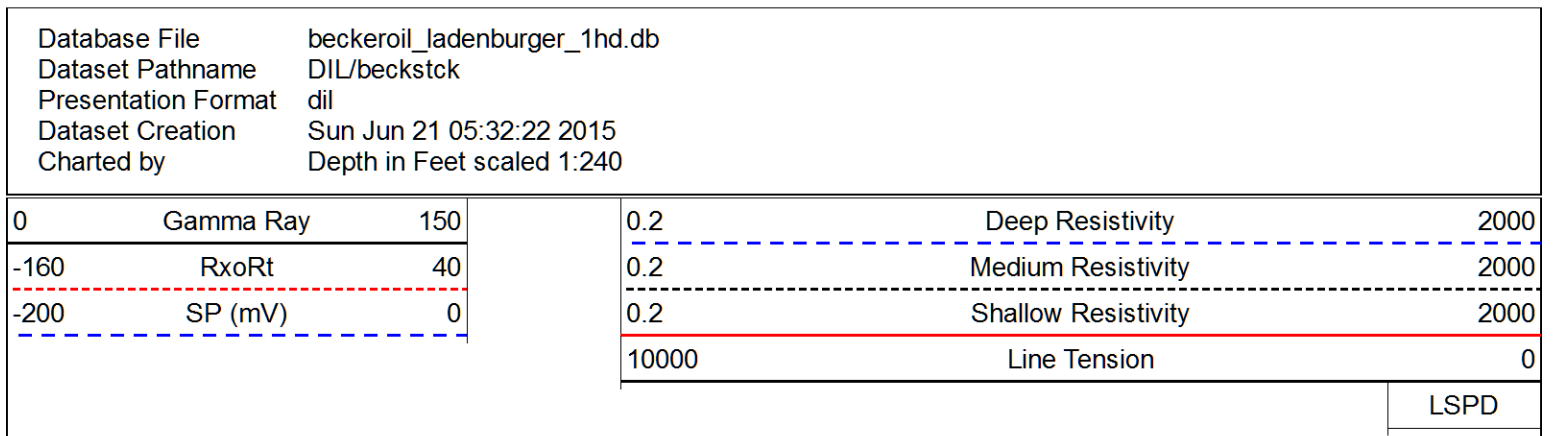 Database File beckeroil_ladenburger_1hd.db
Dataset Pathname DIL/beckstck
Presentation Format dil
Dataset Creation Sun Jun 21 05:32:22 2015
Charted by Depth in Feet scaled 1:240
0 Gamma Ray 150 0.2 Deep Resistivity 2000
-160 RxoRt 40 0.2 Medium Resistivity 2000
-200 SP (mV) 0 0.2 Shallow Resistivity 2000
10000 Line Tension 0
LSPD